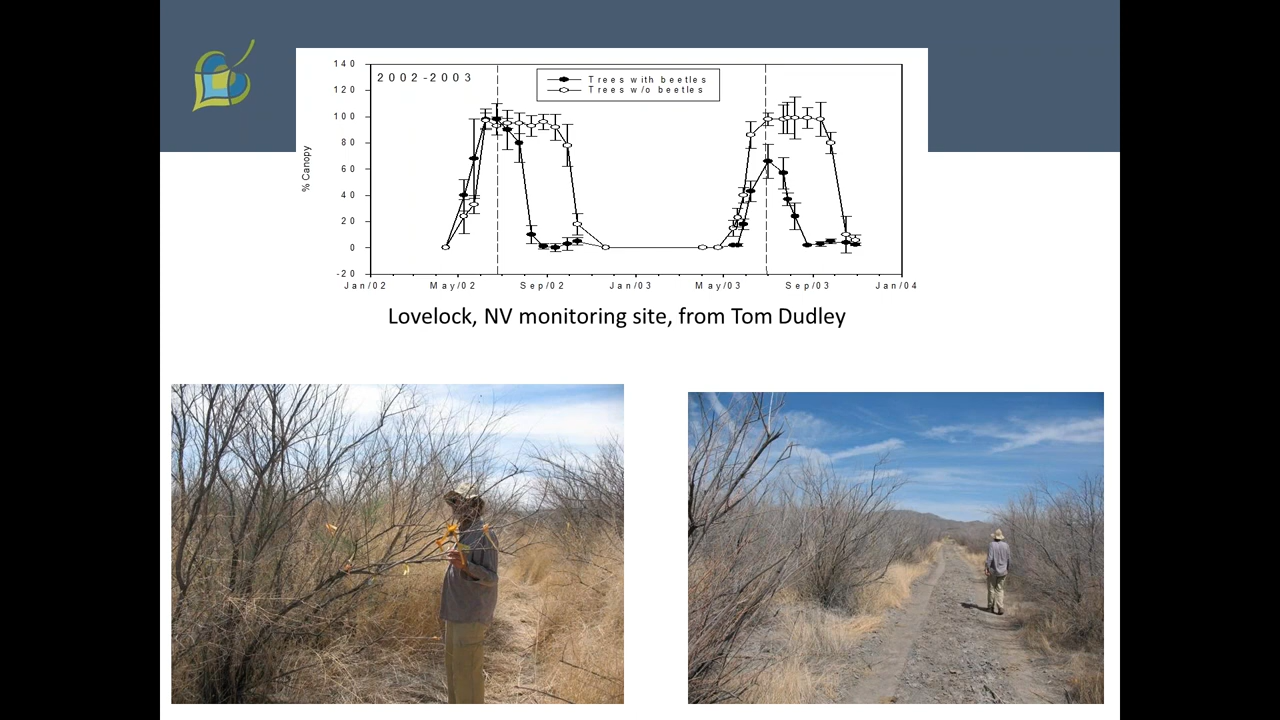 140
2002-2003
Trees with beetles
Trees w/o beetles
120
100
80
60
40
20
0
-20
% Canopy
Jan/02 May/02 Sep/02 Jan/03 May/03 Sep/03 Jan/04
Lovelock, NV monitoring site, from Tom Dudley